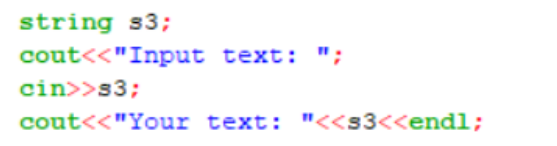 string s3;
cout<<"Input text: ";
cin>>s3;
cout<<"Your text: "<<s3<<endl;